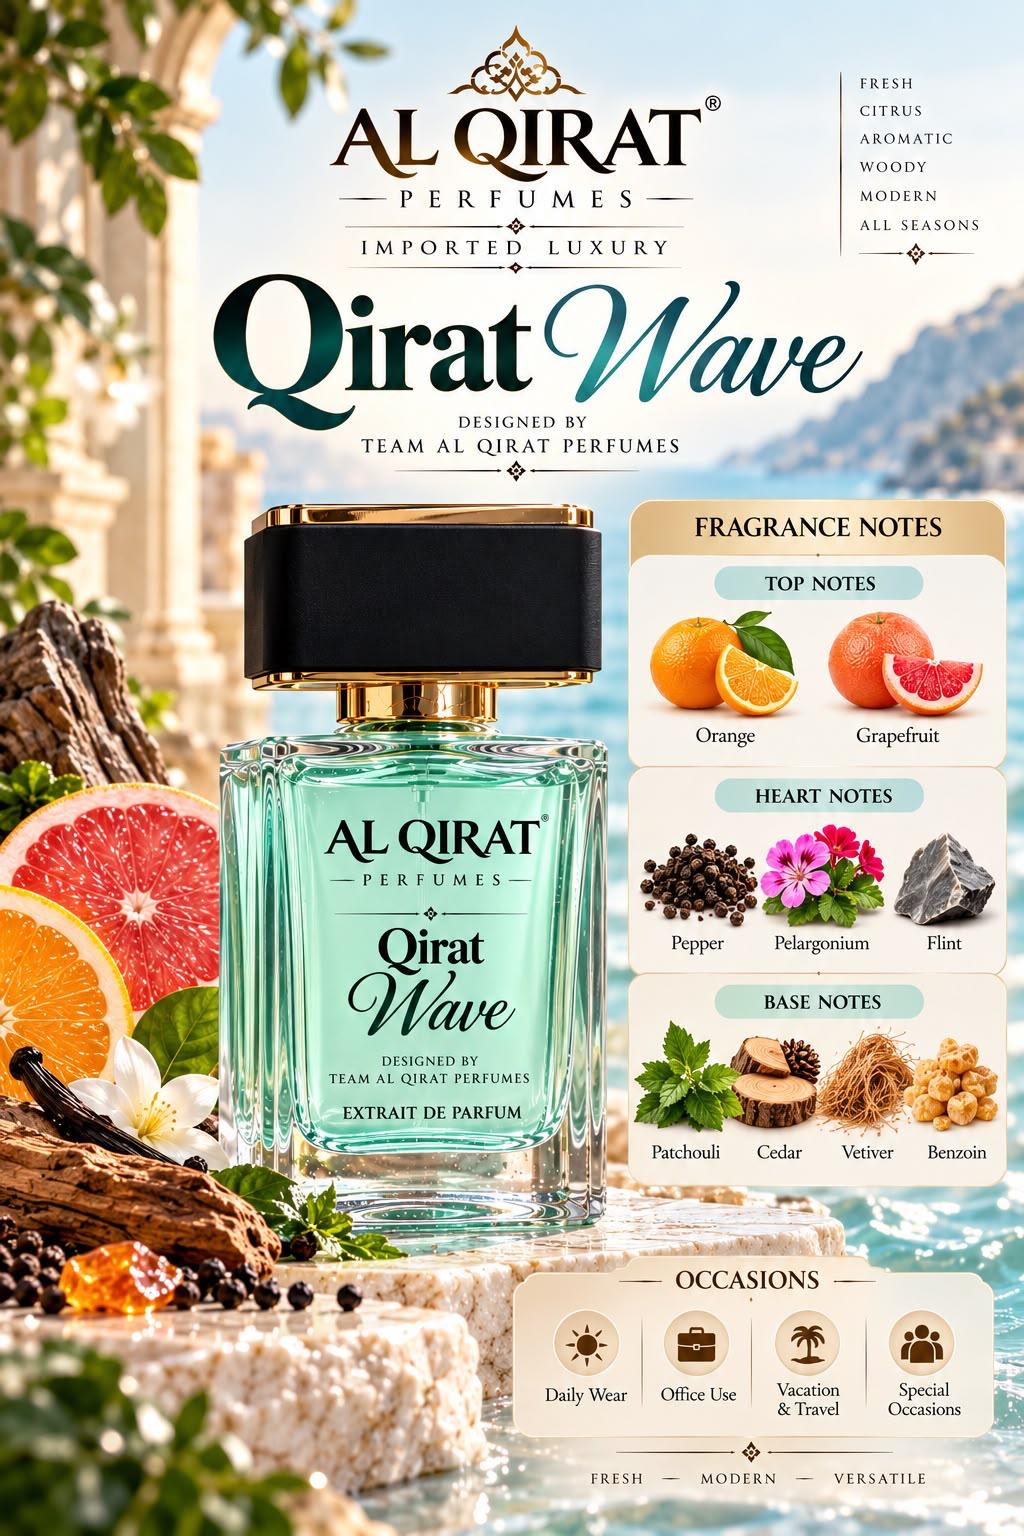 AL QIRAT®
PERFUMES
IMPORTED LUXURY
Qirat Wave
DESIGNED BY
TEAM AL QIRAT PERFUMES
FRESH
CITRUS
AROMATIC
WOODY
MODERN
ALL SEASONS
AL QIRAT®
PERFUMES
Qirat
Wave
DESIGNED BY
TEAM AL QIRAT PERFUMES
EXTRAIT DE PARFUM
FRAGRANCE NOTES
TOP NOTES
Orange Grapefruit
HEART NOTES
Pepper Pelargonium Flint
BASE NOTES
Patchouli Cedar Vetiver Benzoin
OCCASIONS
Daily Wear
Office Use
Vacation
& Travel
Special
Occasions
FRESH — MODERN — VERSATILE